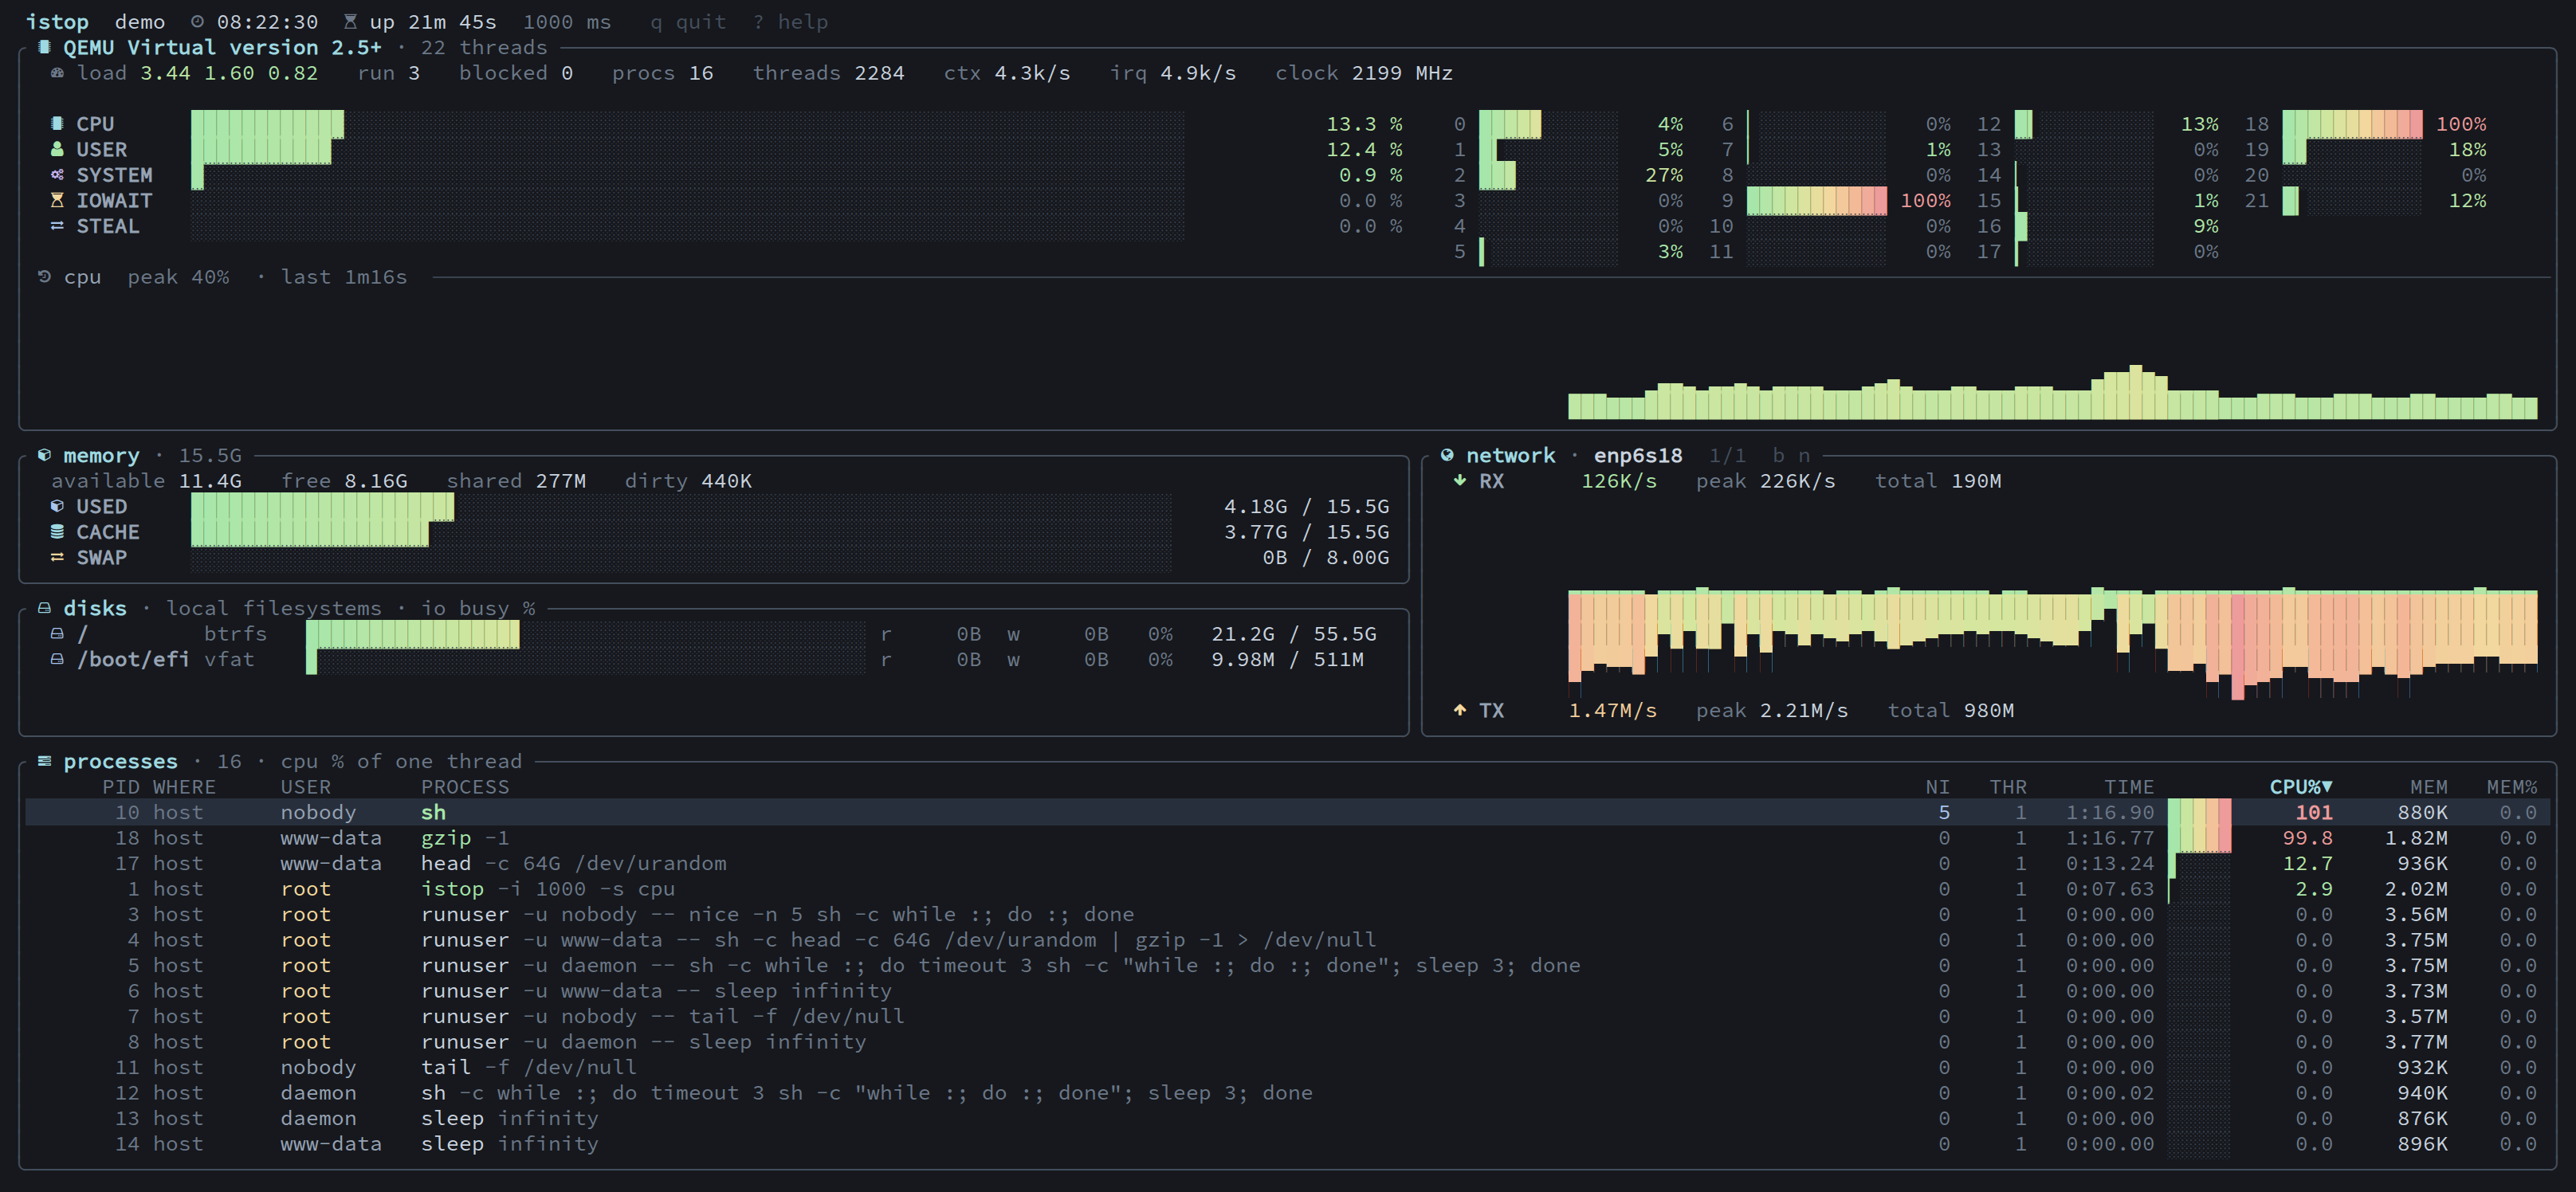 istop demo 08:22:30 up 21m 45s 1000 ms q quit ? help
QEMU Virtual version 2.5+ · 22 threads
load 3.44 1.60 0.82 run 3 blocked 0 procs 16 threads 2284 ctx 4.3k/s irq 4.9k/s clock 2199 MHz
CPU 13.3 % 0 4% 6 0% 12 13% 18 100%
USER 12.4 % 1 5% 7 1% 13 0% 19 18%
SYSTEM 0.9 % 2 27% 8 0% 14 0% 20 0%
IOWAIT 0.0 % 3 0% 9 100% 15 1% 21 12%
STEAL 0.0 % 4 0% 10 0% 16 9%
5 3% 11 0% 17 0%
cpu peak 40% · last 1m16s
memory · 15.5G
available 11.4G free 8.16G shared 277M dirty 440K
USED 4.18G / 15.5G
CACHE 3.77G / 15.5G
SWAP 0B / 8.00G
disks · local filesystems · io busy %
/ btrfs r 0B w 0B 0% 21.2G / 55.5G
/boot/efi vfat r 0B w 0B 0% 9.98M / 511M
network · enp6s18 1/1 b n
RX 126K/s peak 226K/s total 190M
TX 1.47M/s peak 2.21M/s total 980M
processes · 16 · cpu % of one thread
PID WHERE USER PROCESS NI THR TIME CPU%▼ MEM MEM%
10 host nobody sh 5 1 1:16.90 101 880K 0.0
18 host www-data gzip -1 0 1 1:16.77 99.8 1.82M 0.0
17 host www-data head -c 64G /dev/urandom 0 1 0:13.24 12.7 936K 0.0
1 host root istop -i 1000 -s cpu 0 1 0:07.63 2.9 2.02M 0.0
3 host root runuser -u nobody -- nice -n 5 sh -c while :; do :; done 0 1 0:00.00 0.0 3.56M 0.0
4 host root runuser -u www-data -- sh -c head -c 64G /dev/urandom | gzip -1 > /dev/null 0 1 0:00.00 0.0 3.75M 0.0
5 host root runuser -u daemon -- sh -c while :; do timeout 3 sh -c "while :; do :; done"; sleep 3; done 0 1 0:00.00 0.0 3.75M 0.0
6 host root runuser -u www-data -- sleep infinity 0 1 0:00.00 0.0 3.73M 0.0
7 host root runuser -u nobody -- tail -f /dev/null 0 1 0:00.00 0.0 3.57M 0.0
8 host root runuser -u daemon -- sleep infinity 0 1 0:00.00 0.0 3.77M 0.0
11 host nobody tail -f /dev/null 0 1 0:00.00 0.0 932K 0.0
12 host daemon sh -c while :; do timeout 3 sh -c "while :; do :; done"; sleep 3; done 0 1 0:00.02 0.0 940K 0.0
13 host daemon sleep infinity 0 1 0:00.00 0.0 876K 0.0
14 host www-data sleep infinity 0 1 0:00.00 0.0 896K 0.0